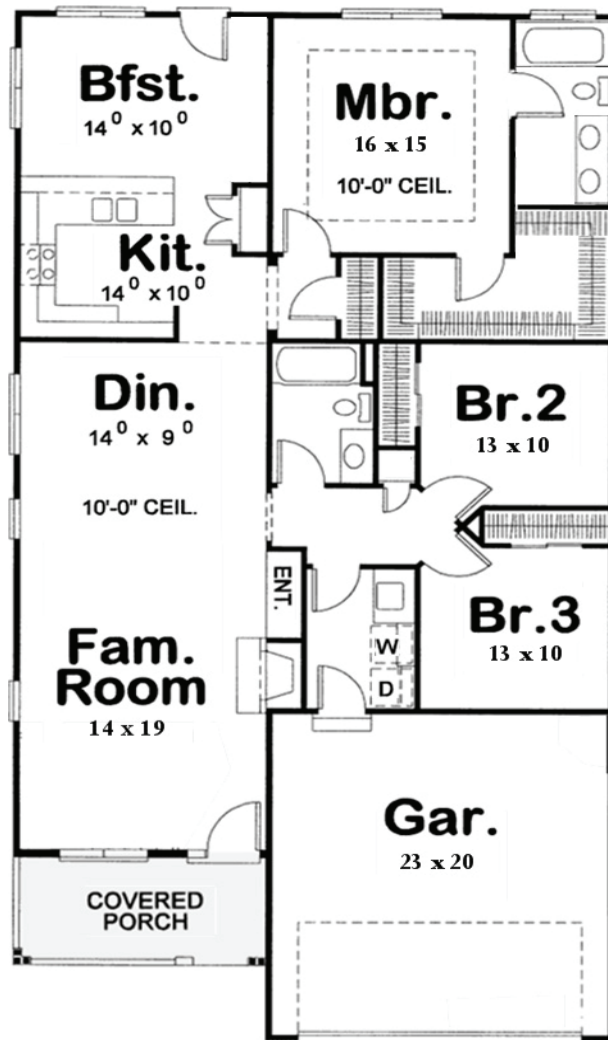 Bfst.
14⁰ x 10⁰
Mbr.
16 x 15
10'-0" CEIL.
Kit.
14⁰ x 10⁰
Din.
14⁰ x 9⁰
10'-0" CEIL.
Br.2
13 x 10
ENT.
Br.3
13 x 10
W
D
Fam.
Room
14 x 19
Gar.
23 x 20
COVERED
PORCH